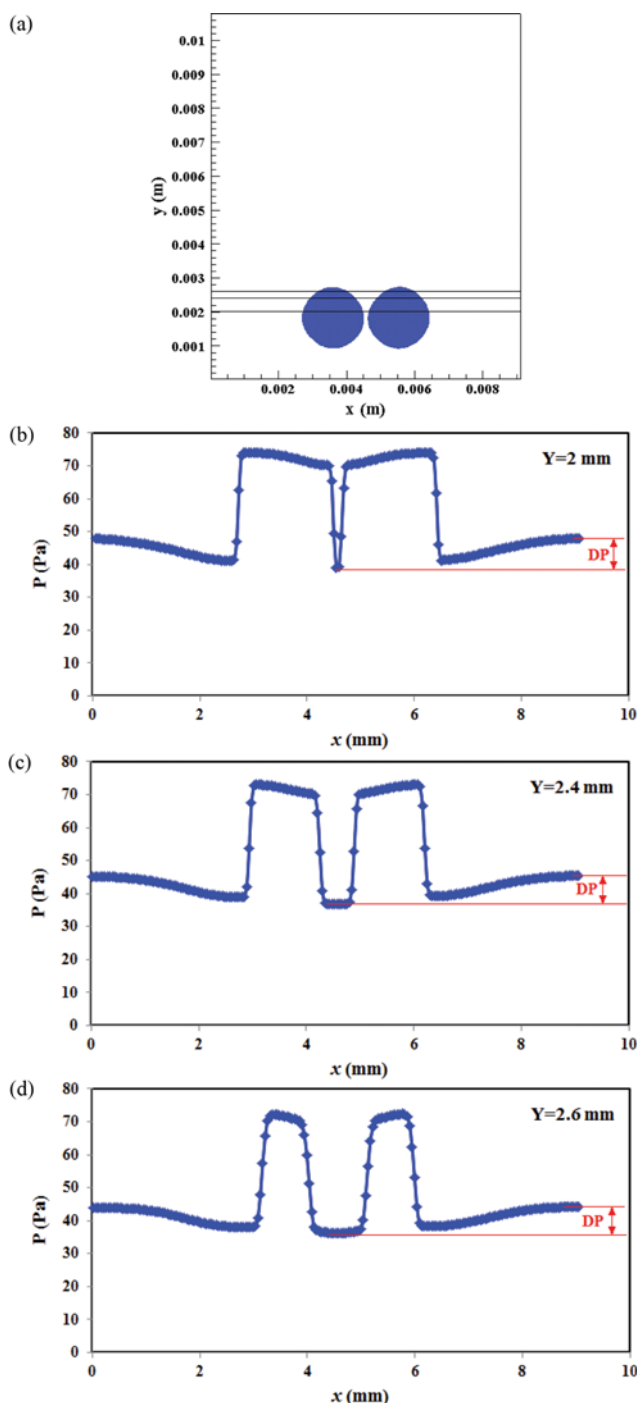 (a)
0.01
0.009
0.008
0.007
0.006
0.005
0.004
0.003
0.002
0.001
y (m)
0.002 0.004 0.006 0.008
x (m)
(b)
80
70
60
50
40
30
20
10
0
P (Pa)
Y=2 mm
DP
0 2 4 6 8 10
x (mm)
(c)
80
70
60
50
40
30
20
10
0
P (Pa)
Y=2.4 mm
DP
0 2 4 6 8 10
x (mm)
(d)
80
70
60
50
40
30
20
10
0
P (Pa)
Y=2.6 mm
DP
0 2 4 6 8 10
x (mm)